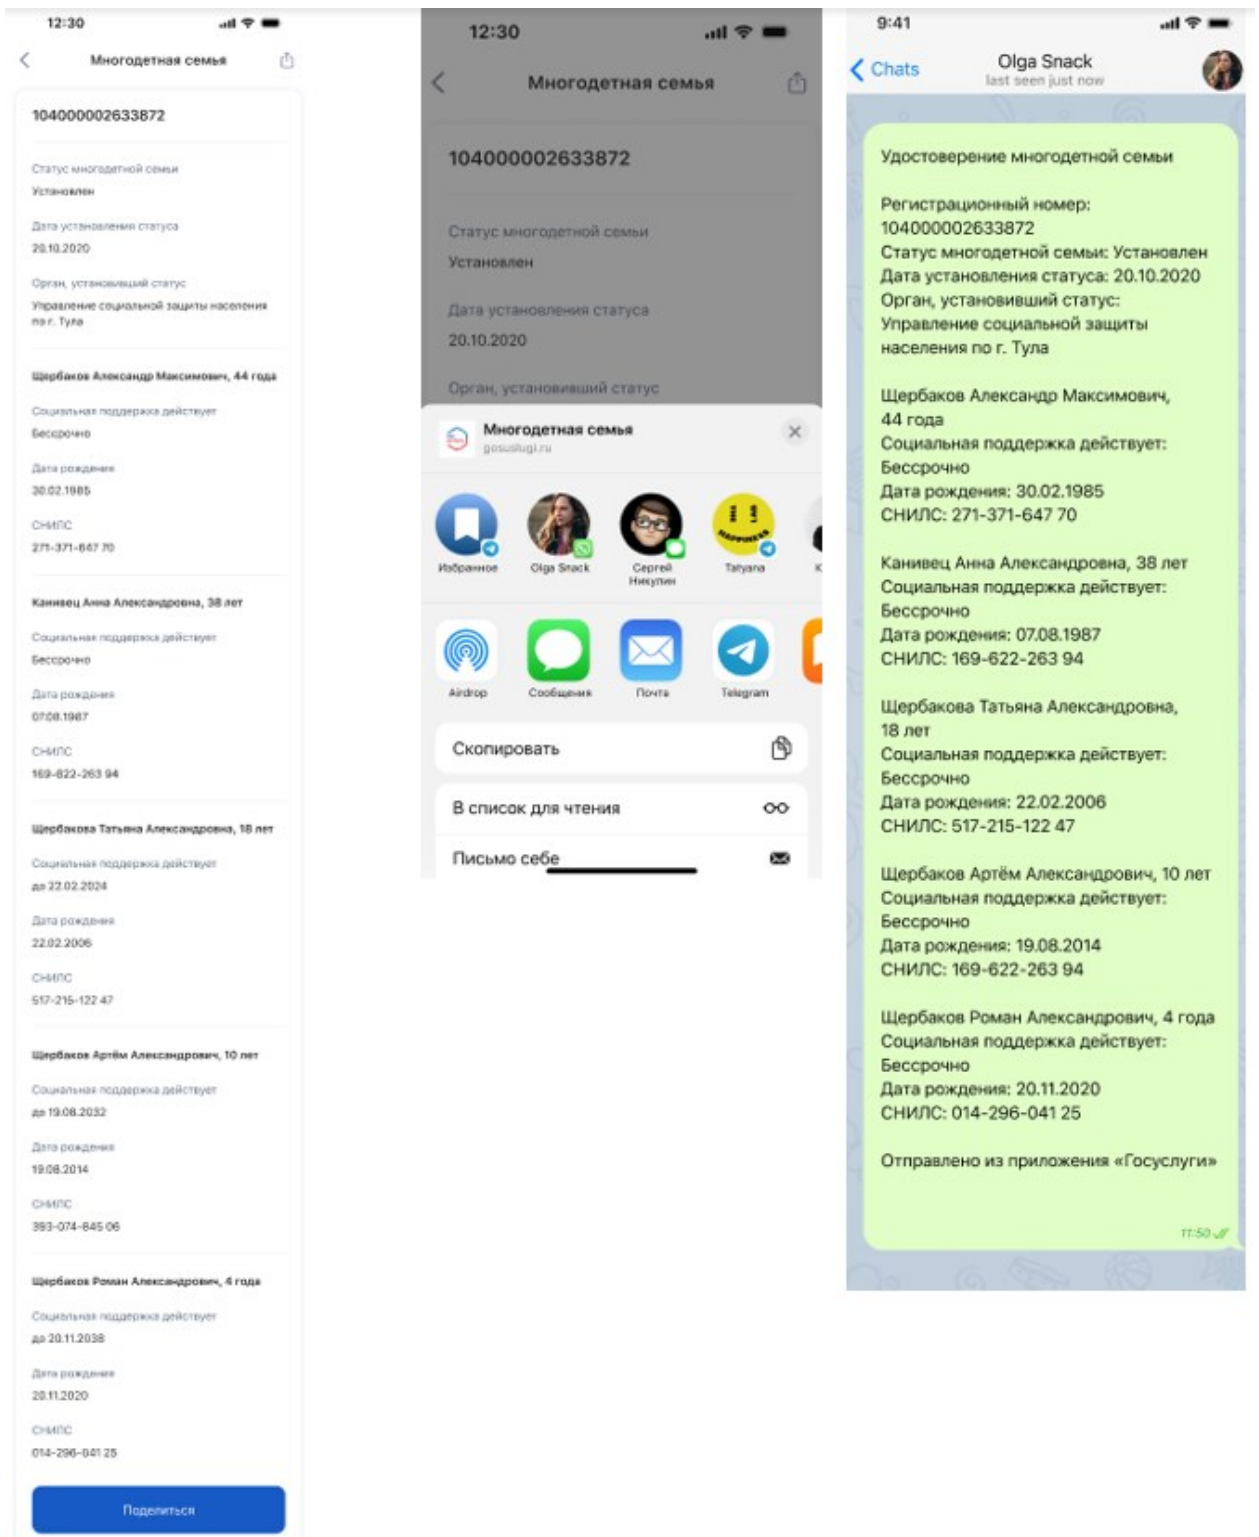 12:30
Многодетная семья
104000002633872
Статус многодетной семьи
Установлен
Дата установления статуса
20.10.2020
Орган, установивший статус
Управление социальной защиты населения
по г. Тула
Щербаков Александр Максимович, 44 года
Социальная поддержка действует
Бессрочно
Дата рождения
30.02.1985
СНИЛС
271-371-647 70
Канивец Анна Александровна, 38 лет
Социальная поддержка действует
Бессрочно
Дата рождения
07.08.1987
СНИЛС
169-622-263 94
Щербакова Татьяна Александровна, 18 лет
Социальная поддержка действует
до 22.02.2024
Дата рождения
22.02.2006
СНИЛС
517-215-122 47
Щербаков Артём Александрович, 10 лет
Социальная поддержка действует
до 19.08.2032
Дата рождения
19.08.2014
СНИЛС
393-074-845 06
Щербаков Роман Александрович, 4 года
Социальная поддержка действует
до 20.11.2038
Дата рождения
20.11.2020
СНИЛС
014-296-041 25
Поделиться
12:30
Многодетная семья
104000002633872
Статус многодетной семьи
Установлен
Дата установления статуса
20.10.2020
Орган, установивший статус
Многодетная семья
gosuslugi.ru
Избранное
Olga Snack
Сергей
Никулин
Tatyana
К
Airdrop
Сообщения
Почта
Telegram
Скопировать
В список для чтения
Письмо себе
9:41
Chats
Olga Snack
last seen just now
Удостоверение многодетной семьи
Регистрационный номер:
104000002633872
Статус многодетной семьи: Установлен
Дата установления статуса: 20.10.2020
Орган, установивший статус:
Управление социальной защиты
населения по г. Тула
Щербаков Александр Максимович,
44 года
Социальная поддержка действует:
Бессрочно
Дата рождения: 30.02.1985
СНИЛС: 271-371-647 70
Канивец Анна Александровна, 38 лет
Социальная поддержка действует:
Бессрочно
Дата рождения: 07.08.1987
СНИЛС: 169-622-263 94
Щербакова Татьяна Александровна,
18 лет
Социальная поддержка действует:
Бессрочно
Дата рождения: 22.02.2006
СНИЛС: 517-215-122 47
Щербаков Артём Александрович, 10 лет
Социальная поддержка действует:
Бессрочно
Дата рождения: 19.08.2014
СНИЛС: 169-622-263 94
Щербаков Роман Александрович, 4 года
Социальная поддержка действует:
Бессрочно
Дата рождения: 20.11.2020
СНИЛС: 014-296-041 25
Отправлено из приложения «Госуслуги»
11:50